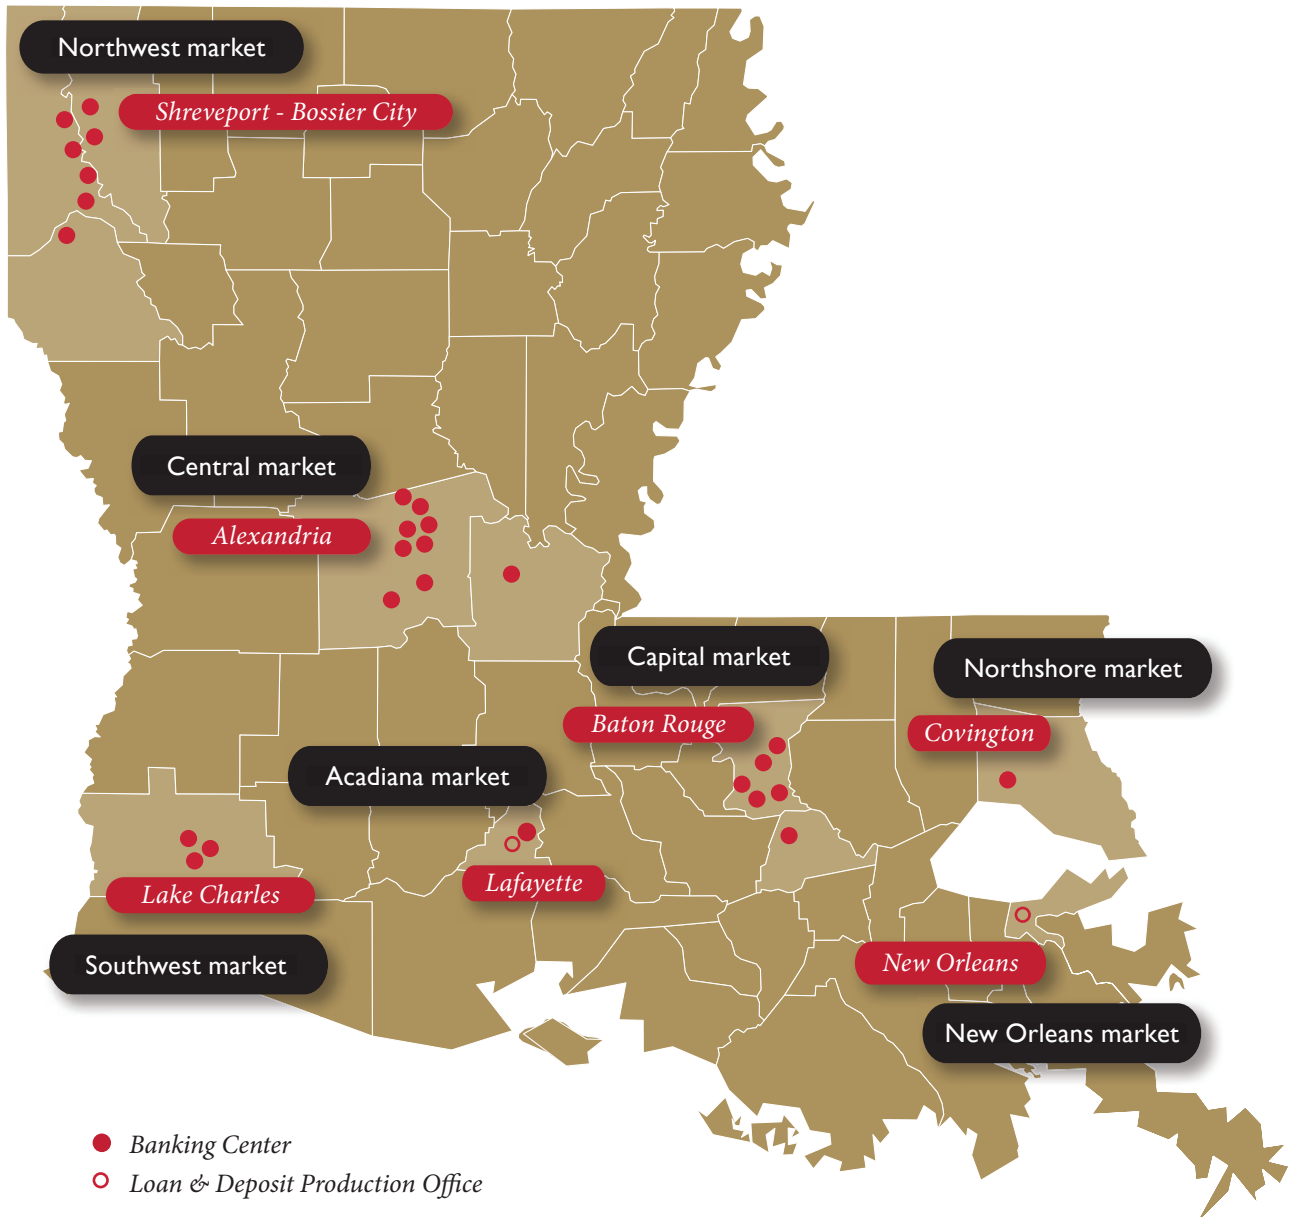 Northwest market
Shreveport - Bossier City
Central market
Alexandria
Capital market
Northshore market
Baton Rouge
Covington
Acadiana market
Lafayette
Lake Charles
Southwest market
New Orleans
New Orleans market
Banking Center
Loan & Deposit Production Office